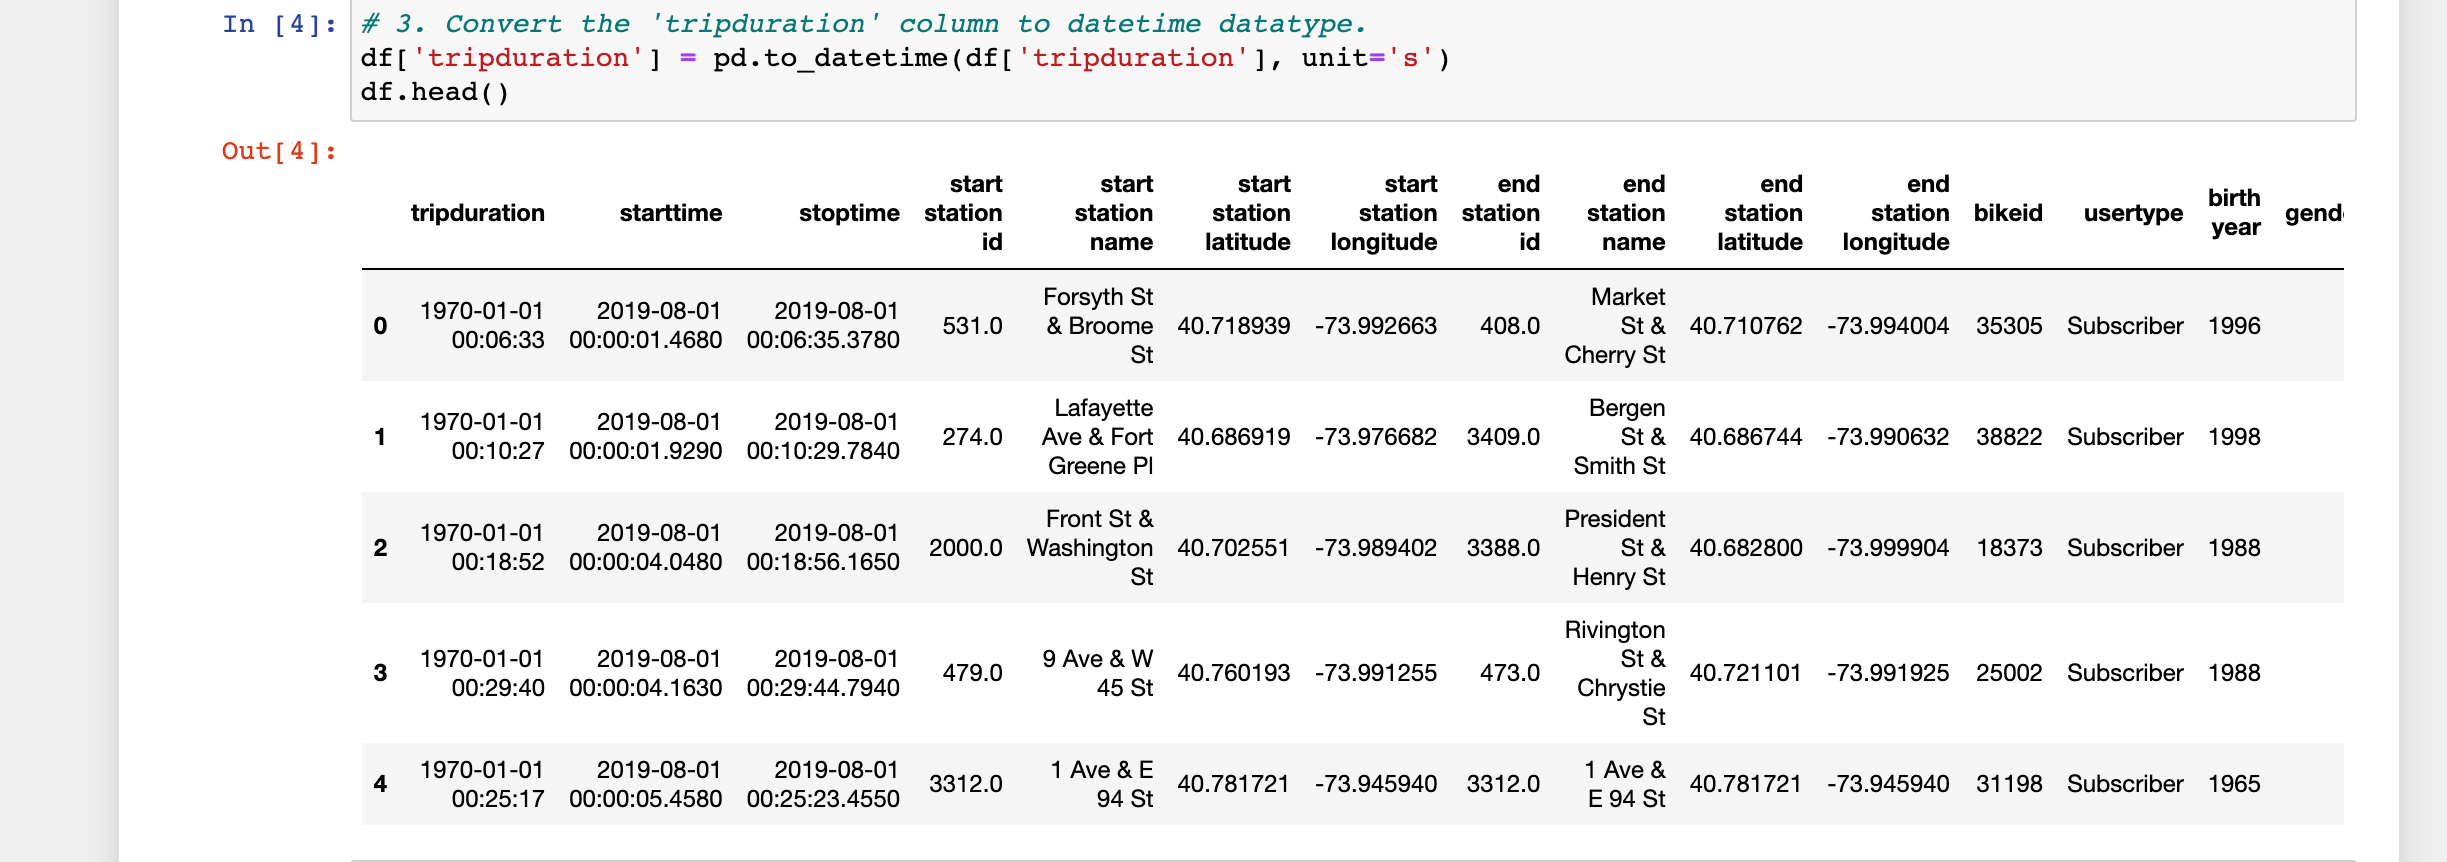 In [4]: # 3. Convert the 'tripduration' column to datetime datatype.
df['tripduration'] = pd.to_datetime(df['tripduration'], unit='s')
df.head()
Out[4]:
tripduration starttime stoptime start station id start station name start station latitude start station longitude end station id end station name end station latitude end station longitude bikeid usertype birth year gend
0 1970-01-01 00:06:33 2019-08-01 00:00:01.4680 2019-08-01 00:06:35.3780 531.0 Forsyth St & Broome St 40.718939 -73.992663 408.0 Market St & Cherry St 40.710762 -73.994004 35305 Subscriber 1996
1 1970-01-01 00:10:27 2019-08-01 00:00:01.9290 2019-08-01 00:10:29.7840 274.0 Lafayette Ave & Fort Greene Pl 40.686919 -73.976682 3409.0 Bergen St & Smith St 40.686744 -73.990632 38822 Subscriber 1998
2 1970-01-01 00:18:52 2019-08-01 00:00:04.0480 2019-08-01 00:18:56.1650 2000.0 Front St & Washington St 40.702551 -73.989402 3388.0 President St & Henry St 40.682800 -73.999904 18373 Subscriber 1988
3 1970-01-01 00:29:40 2019-08-01 00:00:04.1630 2019-08-01 00:29:44.7940 479.0 9 Ave & W 45 St 40.760193 -73.991255 473.0 Rivington St & Chrystie St 40.721101 -73.991925 25002 Subscriber 1988
4 1970-01-01 00:25:17 2019-08-01 00:00:05.4580 2019-08-01 00:25:23.4550 3312.0 1 Ave & E 94 St 40.781721 -73.945940 3312.0 1 Ave & E 94 St 40.781721 -73.945940 31198 Subscriber 1965